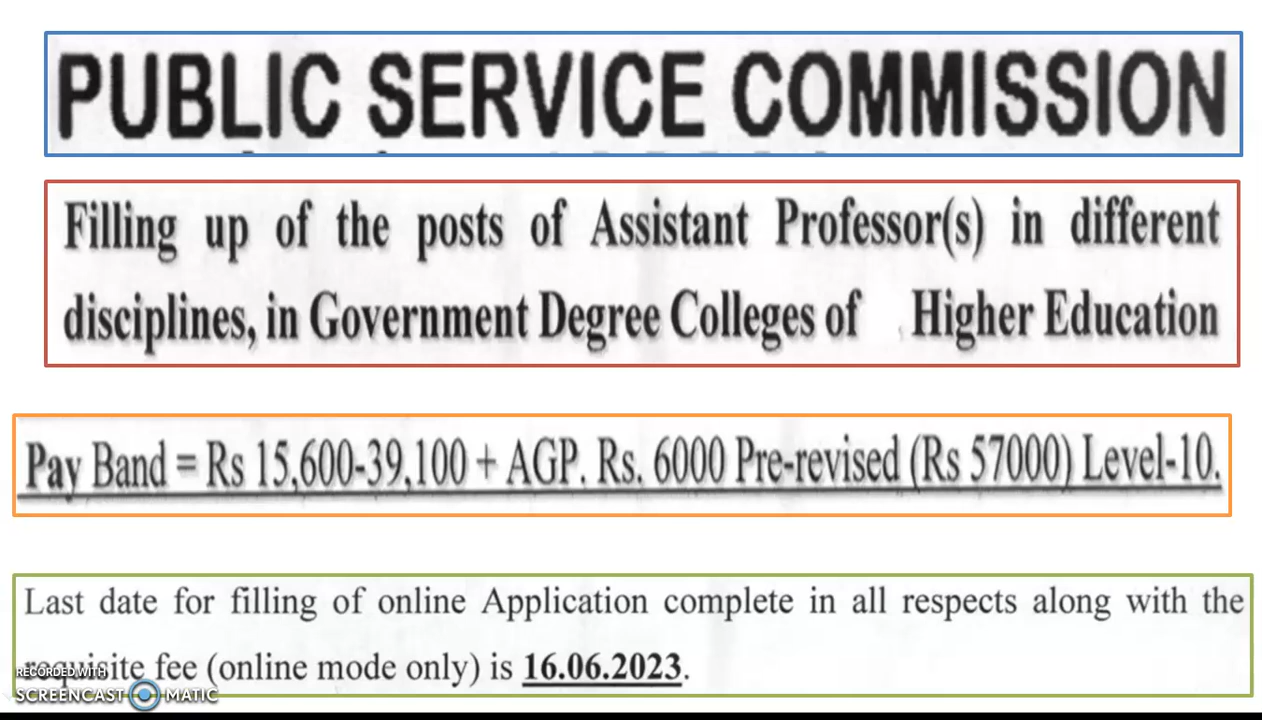 PUBLIC SERVICE COMMISSION
Filling up of the posts of Assistant Professor(s) in different
disciplines, in Government Degree Colleges of Higher Education
Pay Band = Rs 15,600-39,100 + AGP. Rs. 6000 Pre-revised (Rs 57000) Level-10.
Last date for filling of online Application complete in all respects along with the
requisite fee (online mode only) is 16.06.2023.
RECORDED WITH
SCREENCAST MATIC